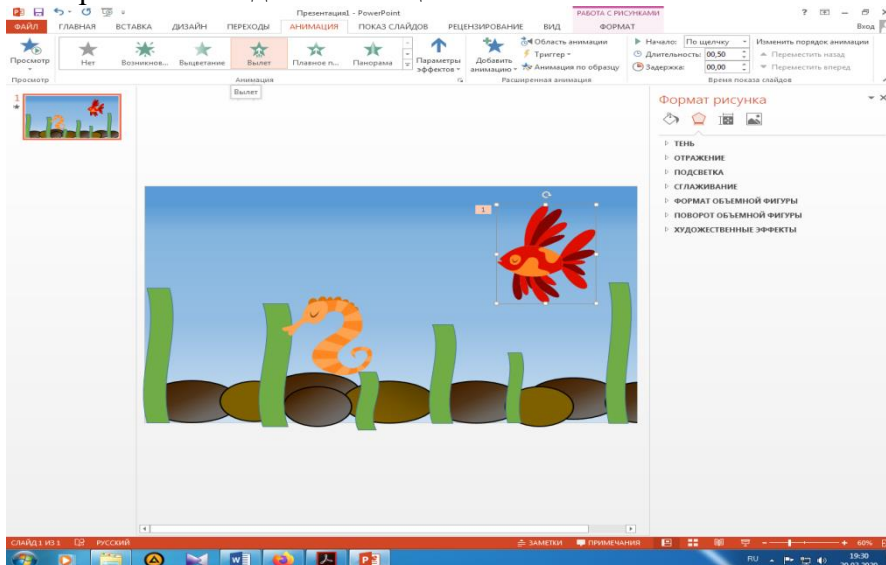 Презентация1 - PowerPoint
РАБОТА С РИСУНКАМИ
ФАЙЛ ГЛАВНАЯ ВСТАВКА ДИЗАЙН ПЕРЕХОДЫ АНИМАЦИЯ ПОКАЗ СЛАЙДОВ РЕЦЕНЗИРОВАНИЕ ВИД ФОРМАТ Вход
Просмотр Нет Возникнов... Выцветание Вылет Плавное п... Панорама Параметры эффектов Добавить анимацию
Область анимации
Триггер
Анимация по образцу
Начало: По щелчку
Длительность: 00,50
Задержка: 00,00
Изменить порядок анимации
Переместить назад
Переместить вперед
Просмотр Анимация Расширенная анимация Время показа слайдов
Вылет
1
1
Формат рисунка
ТЕНЬ
ОТРАЖЕНИЕ
ПОДСВЕТКА
СГЛАЖИВАНИЕ
ФОРМАТ ОБЪЕМНОЙ ФИГУРЫ
ПОВОРОТ ОБЪЕМНОЙ ФИГУРЫ
ХУДОЖЕСТВЕННЫЕ ЭФФЕКТЫ
СЛАЙД 1 ИЗ 1 РУССКИЙ ЗАМЕТКИ ПРИМЕЧАНИЯ 60%
RU 19:30